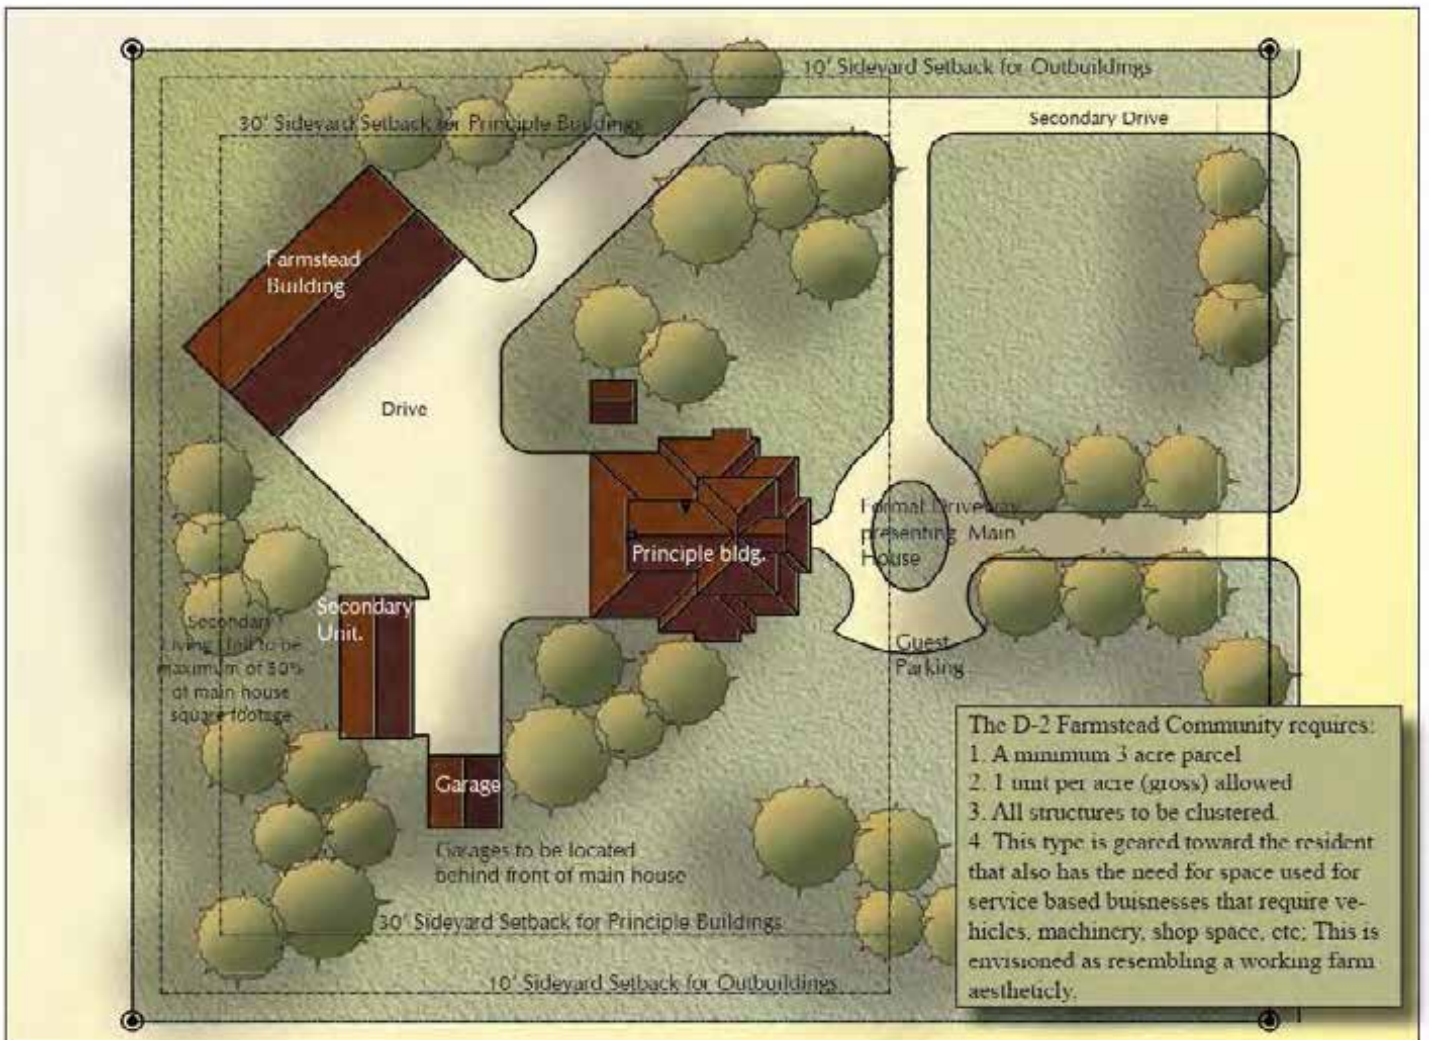 10' Sideyard Setback for Outbuildings
30' Sideyard Setback for Principle Buildings
Secondary Drive
Farmstead
Building
Drive
Formal Driveway
presenting Main
House
Principle bldg.
Secondary
Unit.
Secondary
Living Unit to be
maximum of 50%
of main house
square footage
Guest
Parking
Garage
Garages to be located
behind front of main house
30' Sideyard Setback for Principle Buildings
10' Sideyard Setback for Outbuildings
The D-2 Farmstead Community requires:
1. A minimum 3 acre parcel
2. 1 unit per acre (gross) allowed
3. All structures to be clustered.
4. This type is geared toward the resident
that also has the need for space used for
service based buisnesses that require ve-
hicles, machinery, shop space, etc; This is
envisioned as resembling a working farm
aestheticly.